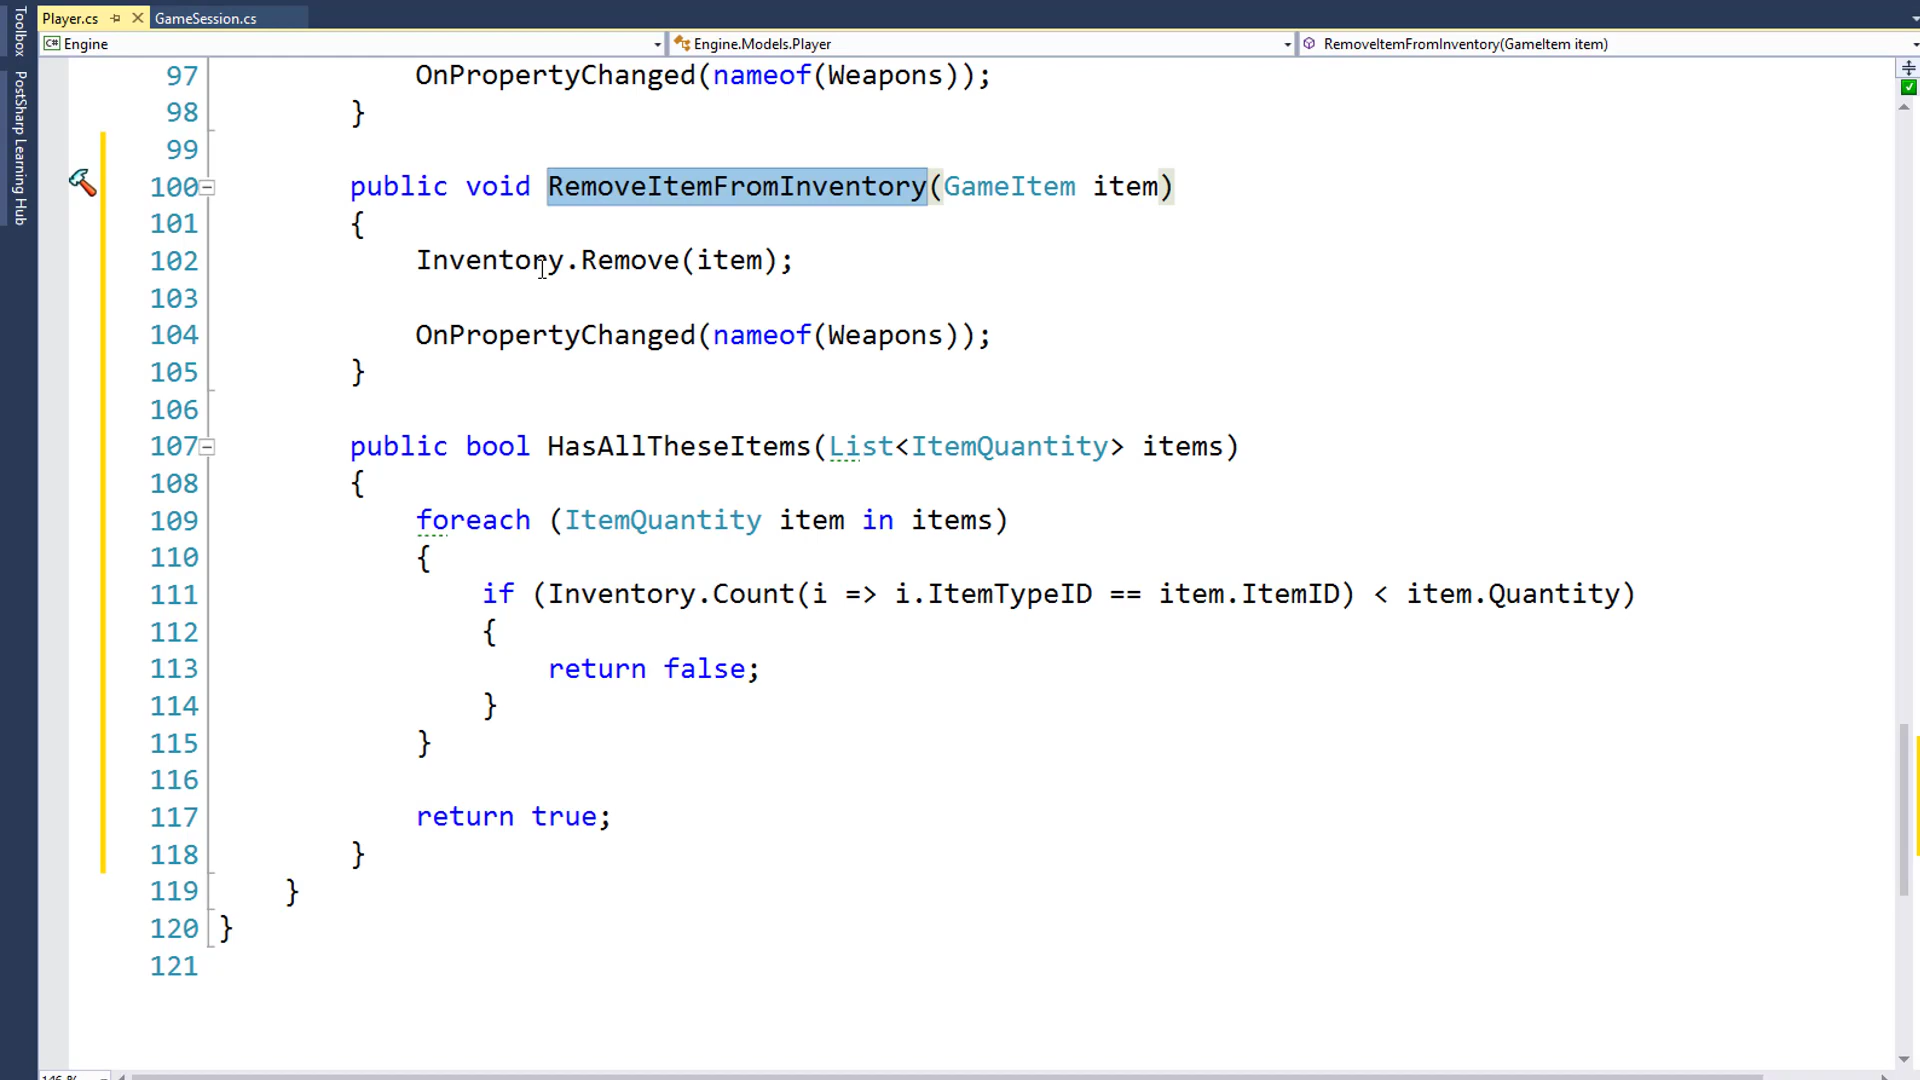 Player.cs
GameSession.cs
Toolbox
PostSharp Learning Hub
C# Engine
Engine.Models.Player
RemoveItemFromInventory(GameItem item)
97 OnPropertyChanged(nameof(Weapons));
98 }
99
100 public void RemoveItemFromInventory(GameItem item)
101 {
102 Inventory.Remove(item);
103
104 OnPropertyChanged(nameof(Weapons));
105 }
106
107 public bool HasAllTheseItems(List<ItemQuantity> items)
108 {
109 foreach (ItemQuantity item in items)
110 {
111 if (Inventory.Count(i => i.ItemTypeID == item.ItemID) < item.Quantity)
112 {
113 return false;
114 }
115 }
116
117 return true;
118 }
119 }
120 }
121
146 %